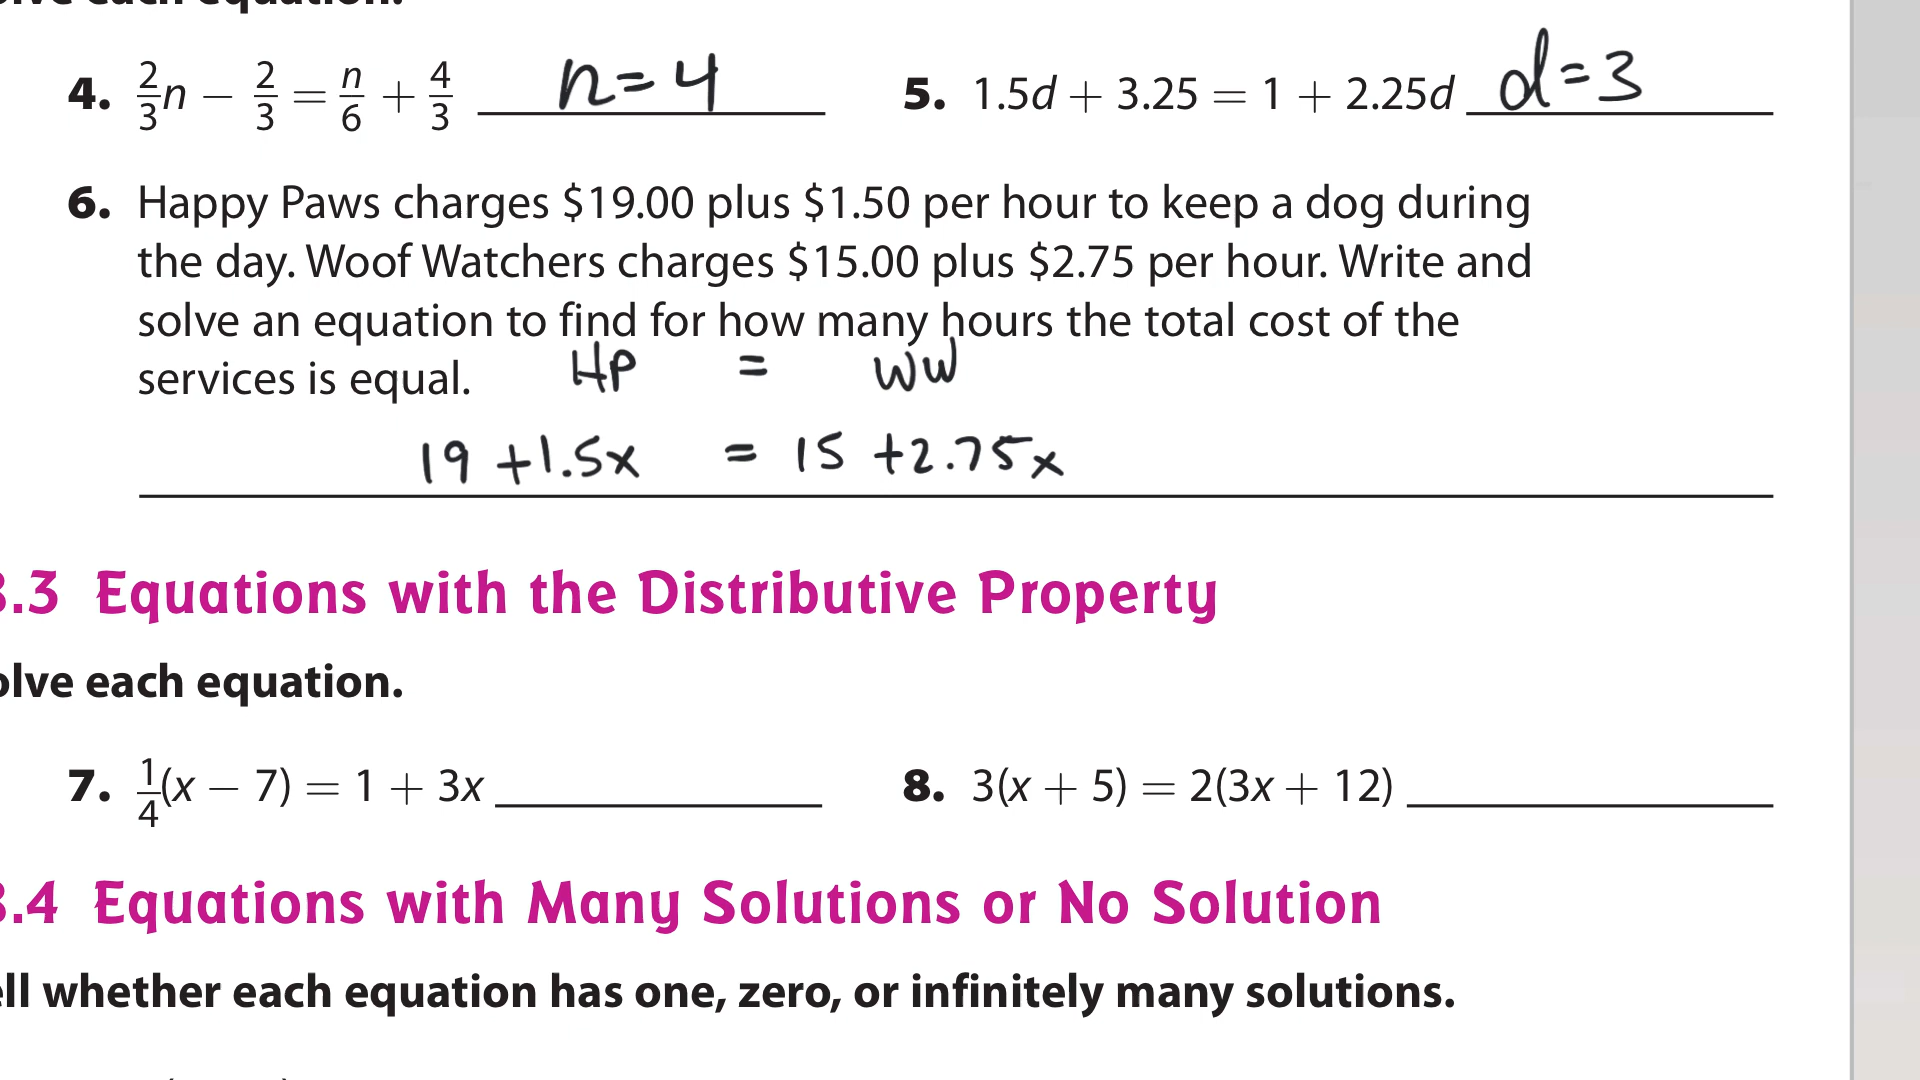 4. 2/3 n − 2/3 = n/6 + 4/3 n=4
5. 1.5d + 3.25 = 1 + 2.25d d=3
6. Happy Paws charges $19.00 plus $1.50 per hour to keep a dog during
the day. Woof Watchers charges $15.00 plus $2.75 per hour. Write and
solve an equation to find for how many hours the total cost of the
services is equal. HP = WW
19 +1.5x = 15 +2.75x
.3 Equations with the Distributive Property
each equation.
7. 1/4(x − 7) = 1 + 3x
8. 3(x + 5) = 2(3x + 12)
.4 Equations with Many Solutions or No Solution
whether each equation has one, zero, or infinitely many solutions.